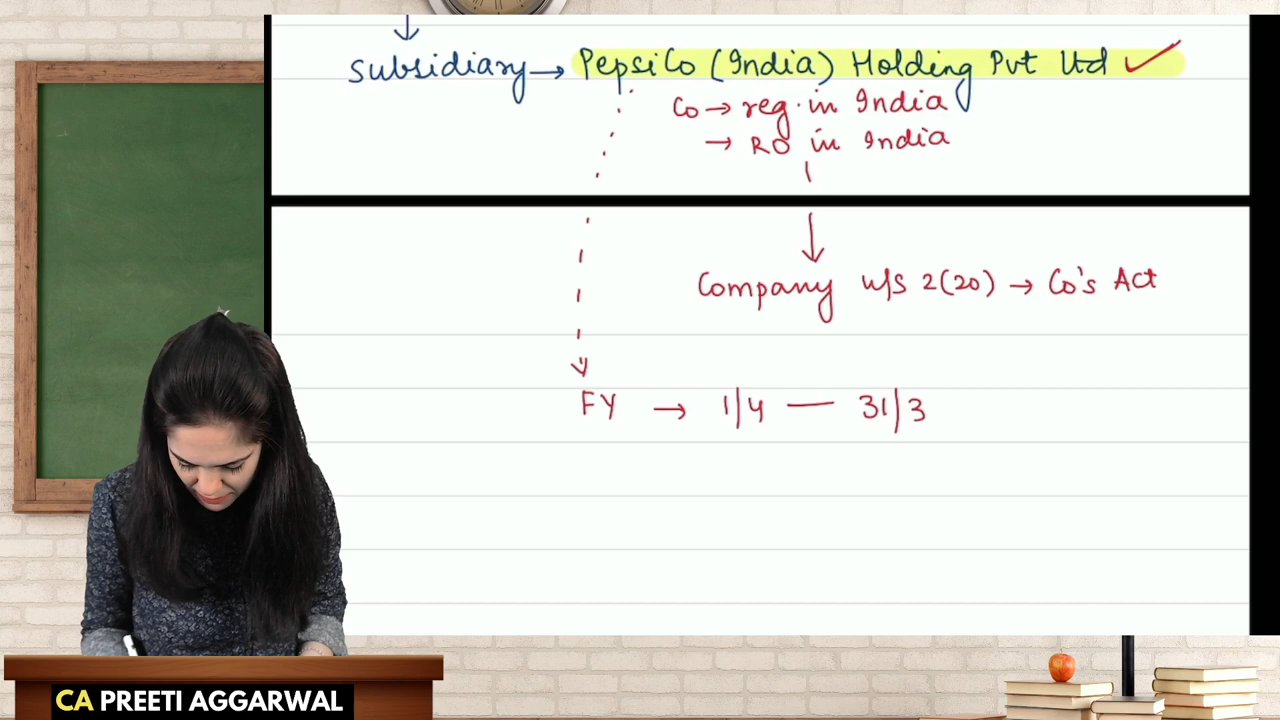 subsidiary → PepsiCo (India) Holding Pvt Ltd ✓
Co → reg. in India
→ RO in India
Company u/s 2(20) → Co's Act
FY → 1/4 — 31/3
CA PREETI AGGARWAL